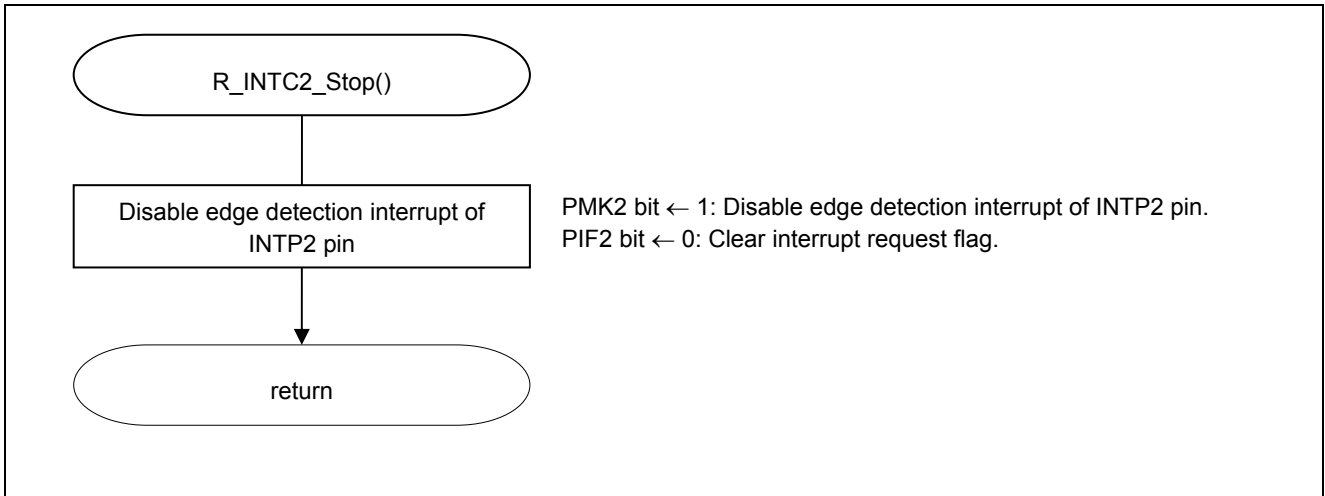 R_INTC2_Stop()
Disable edge detection interrupt of
INTP2 pin
PMK2 bit ← 1: Disable edge detection interrupt of INTP2 pin.
PIF2 bit ← 0: Clear interrupt request flag.
return